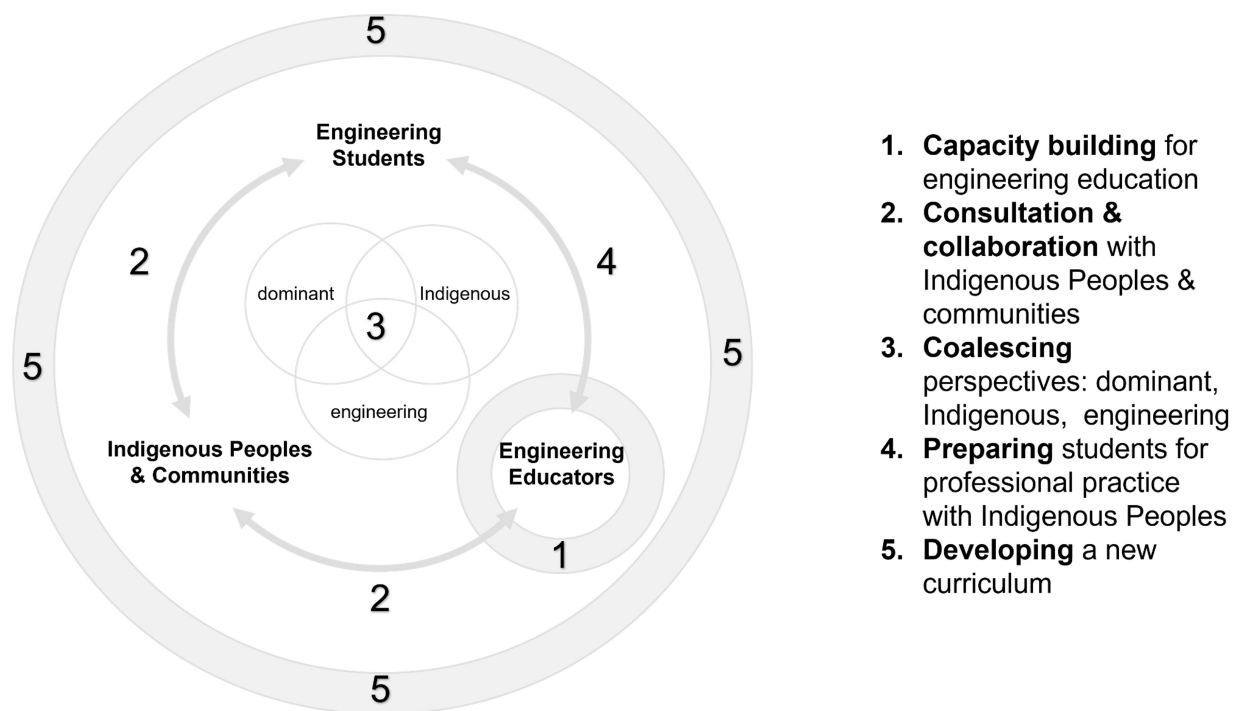 5
Engineering
Students
2
4
dominant
Indigenous
3
5
5
engineering
Indigenous Peoples
& Communities
Engineering
Educators
1
2
5
1. Capacity building for
engineering education
2. Consultation &
collaboration with
Indigenous Peoples &
communities
3. Coalescing
perspectives: dominant,
Indigenous, engineering
4. Preparing students for
professional practice
with Indigenous Peoples
5. Developing a new
curriculum